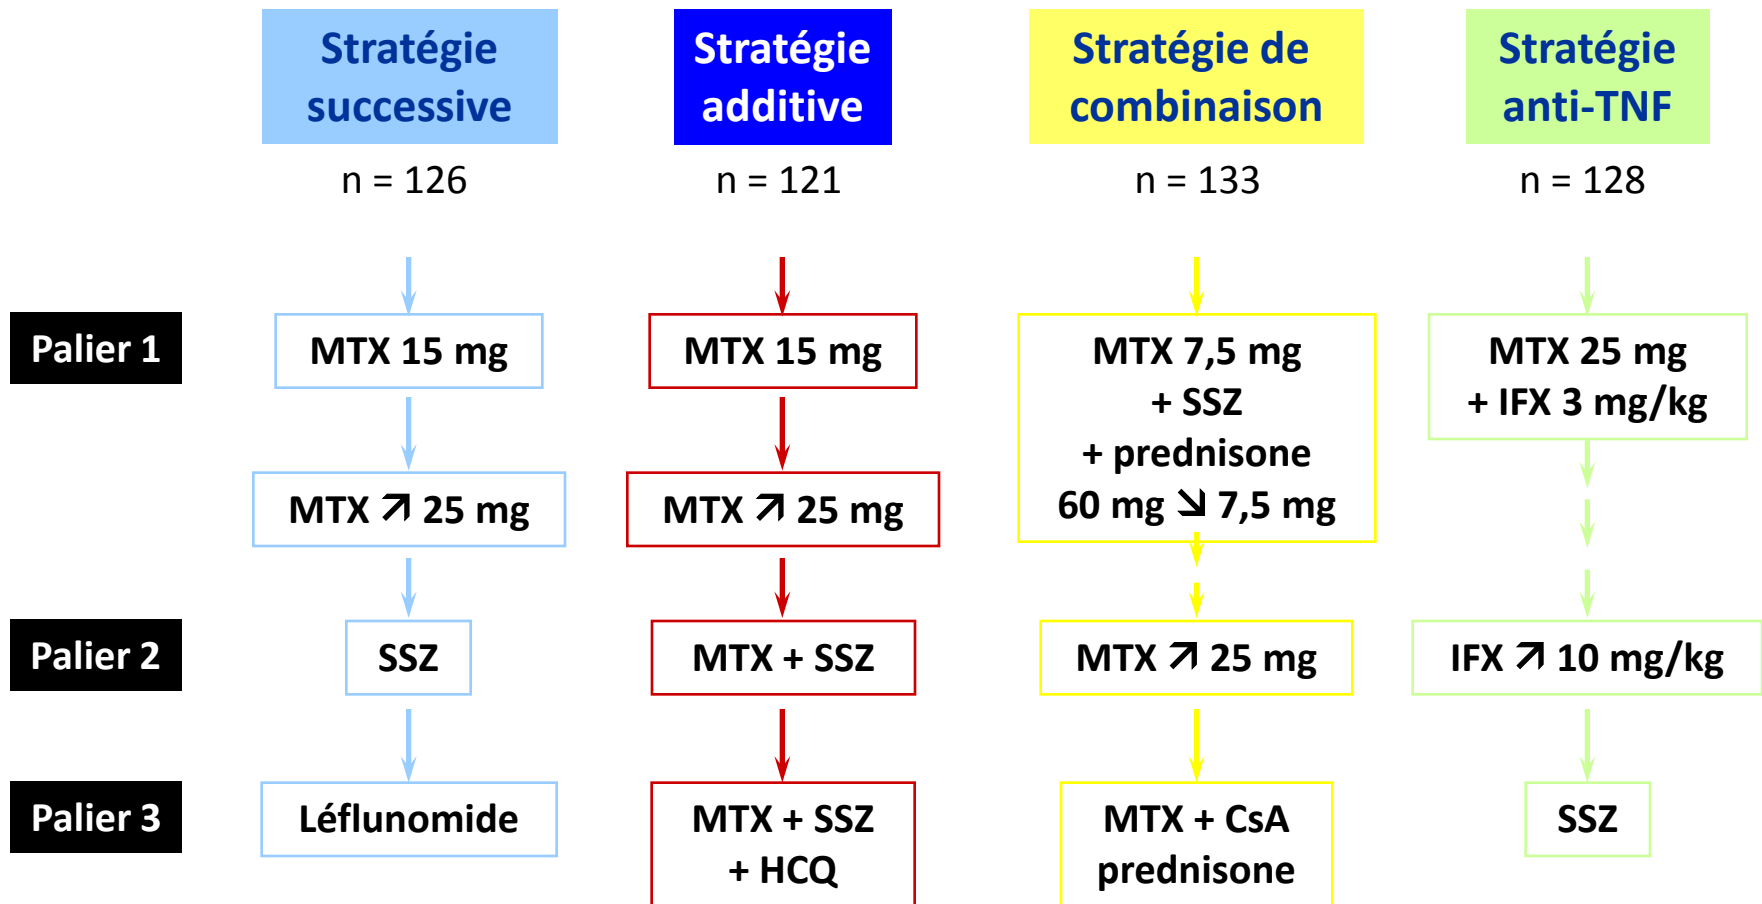 Stratégie
successive
n = 126
Stratégie
additive
n = 121
Stratégie de
combinaison
n = 133
Stratégie
anti-TNF
n = 128
Palier 1
MTX 15 mg
MTX 15 mg
MTX 7,5 mg
+ SSZ
+ prednisone
60 mg ↘ 7,5 mg
MTX 25 mg
+ IFX 3 mg/kg
MTX ↗ 25 mg
MTX ↗ 25 mg
Palier 2
SSZ
MTX + SSZ
MTX ↗ 25 mg
IFX ↗ 10 mg/kg
Palier 3
Léflunomide
MTX + SSZ
+ HCQ
MTX + CsA
prednisone
SSZ